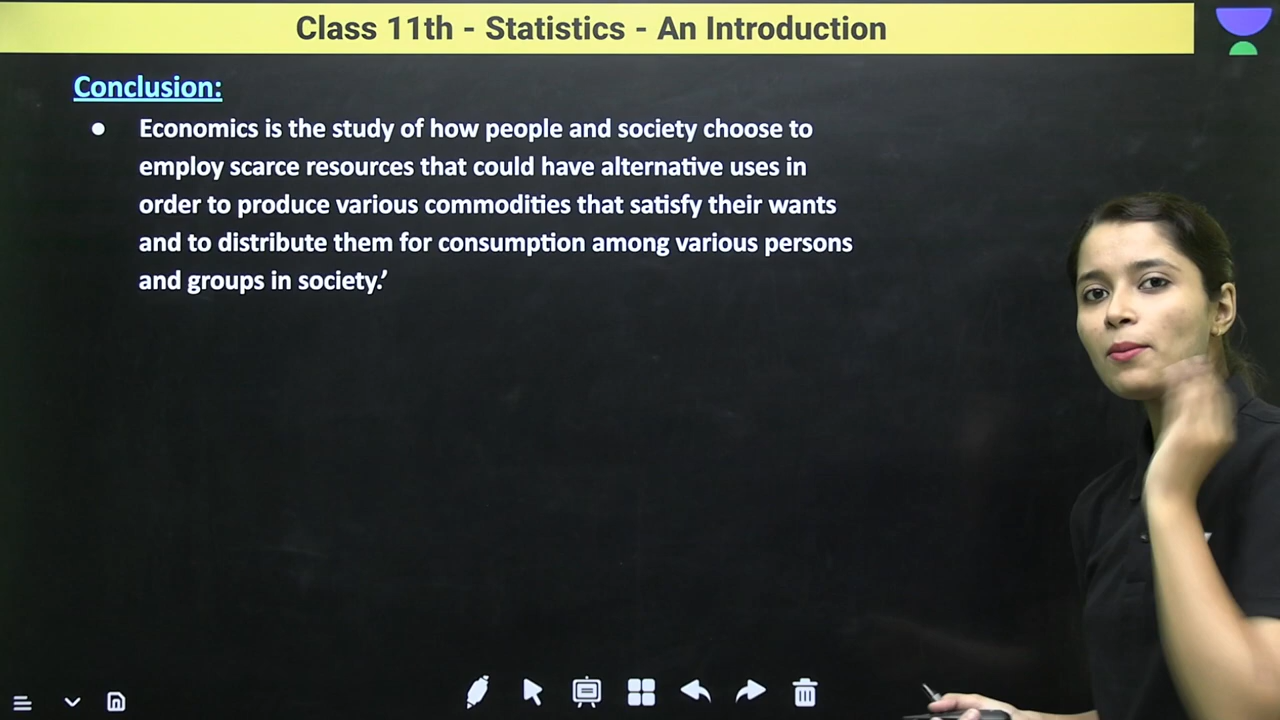 Class 11th - Statistics - An Introduction
Conclusion:
● Economics is the study of how people and society choose to
employ scarce resources that could have alternative uses in
order to produce various commodities that satisfy their wants
and to distribute them for consumption among various persons
and groups in society.’